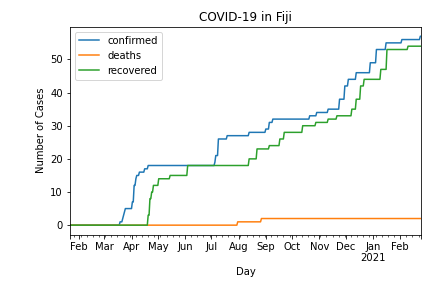 COVID-19 in Fiji
confirmed
deaths
recovered
Number of Cases
50
40
30
20
10
0
Feb Mar Apr May Jun Jul Aug Sep Oct Nov Dec Jan Feb
2021
Day